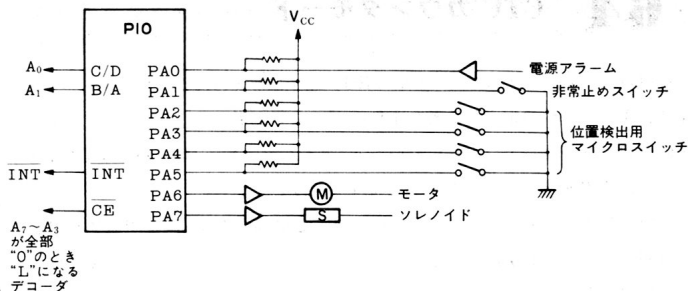 PIO
Vcc
A₀
C/D
PA0
電源アラーム
A₁
B/A
PA1
非常止めスイッチ
PA2
PA3
位置検出用
マイクロスイッチ
PA4
INT
INT
PA5
PA6
M
モータ
CE
PA7
S
ソレノイド
A₇~A₃
が全部
"0"のとき
"L"になる
デコーダ